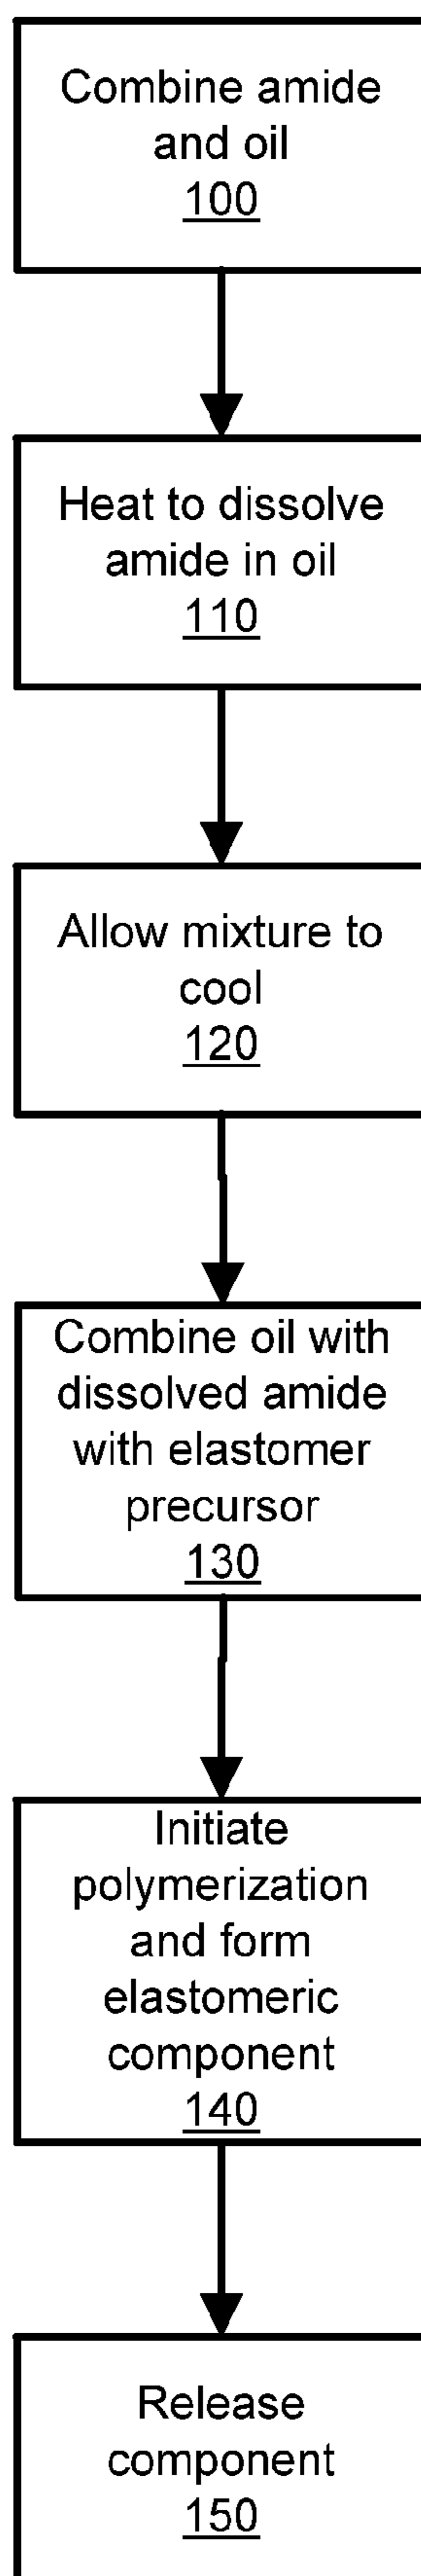 Combine amide
and oil
100
Heat to dissolve
amide in oil
110
Allow mixture to
cool
120
Combine oil with
dissolved amide
with elastomer
precursor
130
Initiate
polymerization
and form
elastomeric
component
140
Release
component
150